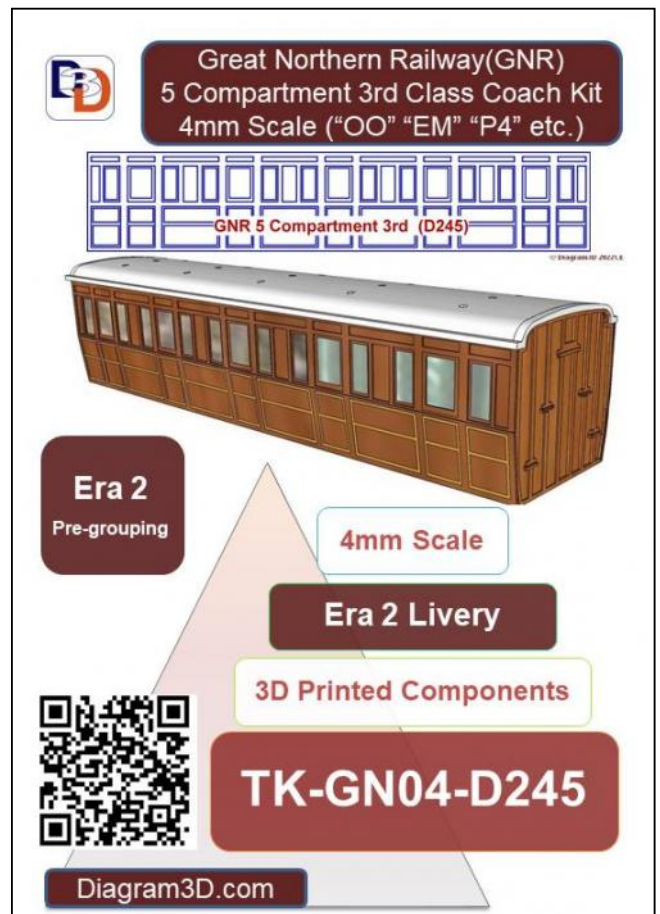 D3D
Great Northern Railway(GNR)
5 Compartment 3rd Class Coach Kit
4mm Scale (“OO” “EM” “P4” etc.)
GNR 5 Compartment 3rd (D245)
Era 2
Pre-grouping
4mm Scale
Era 2 Livery
3D Printed Components
TK-GN04-D245
Diagram3D.com